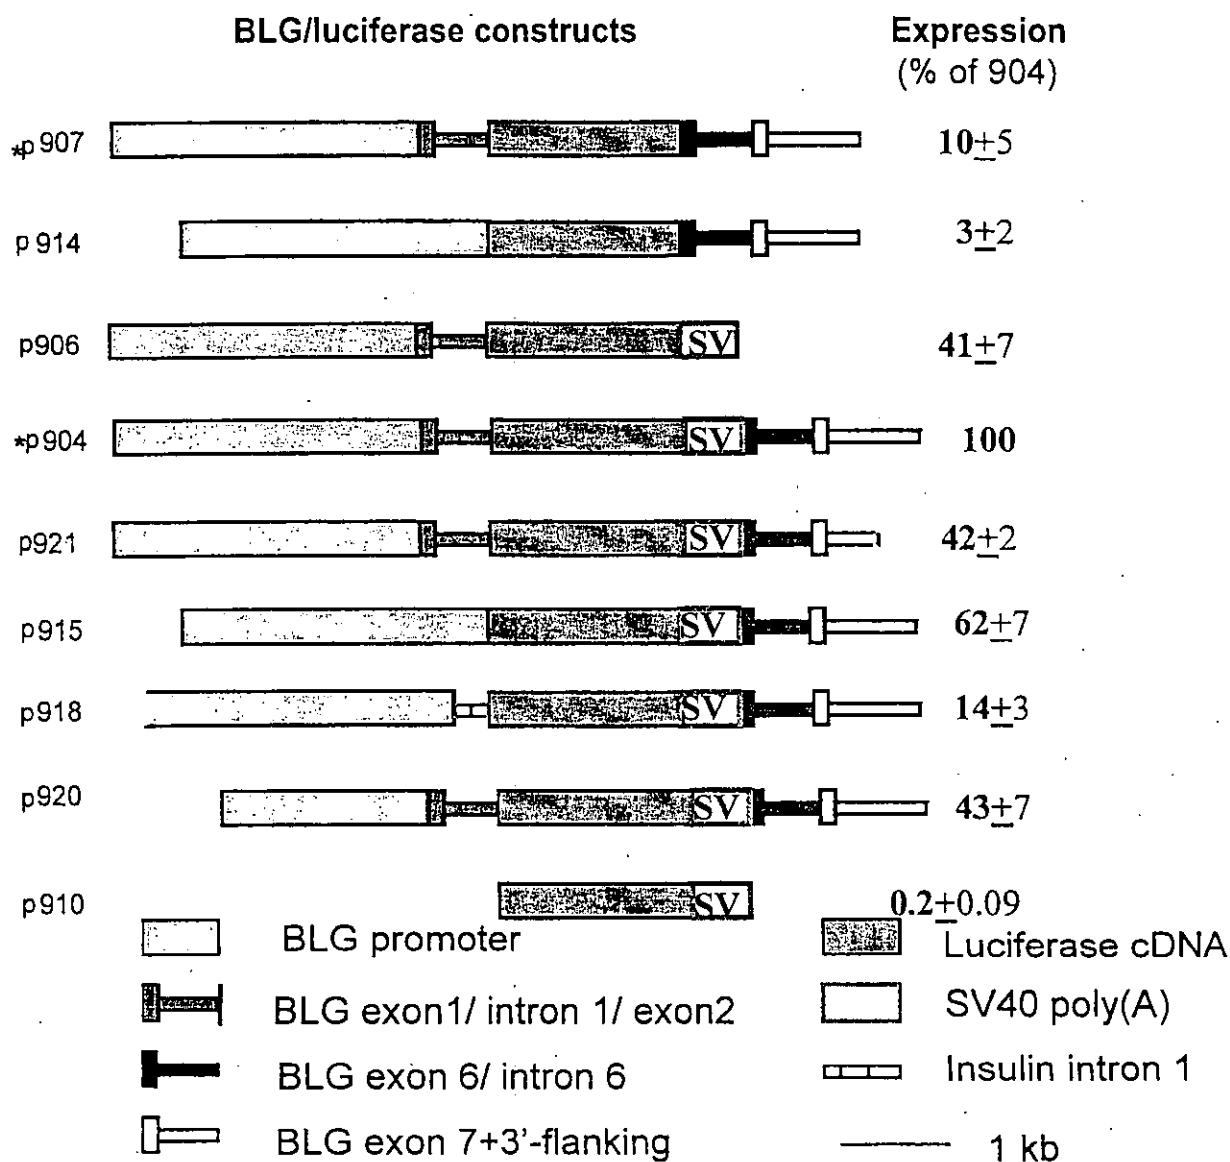 BLG/luciferase constructs Expression
(% of 904)
*p907 10±5
p914 3±2
p906 SV 41±7
*p904 SV 100
p921 SV 42±2
p915 SV 62±7
p918 SV 14±3
p920 SV 43±7
p910 SV 0.2±0.09
BLG promoter Luciferase cDNA
BLG exon1/ intron 1/ exon2 SV40 poly(A)
BLG exon 6/ intron 6 Insulin intron 1
BLG exon 7+3'-flanking 1 kb